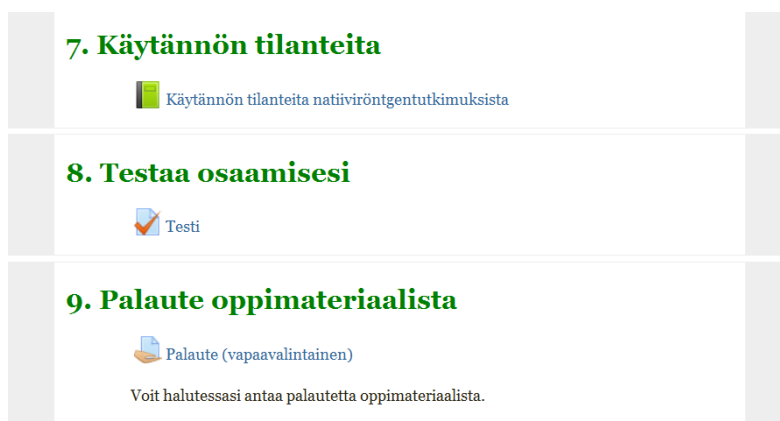 7. Käytännön tilanteita
Käytännön tilanteita natiiviröntgentutkimuksista
8. Testaa osaamisesi
Testi
9. Palaute oppimateriaalista
Palaute (vapaavalintainen)
Voit halutessasi antaa palautetta oppimateriaalista.